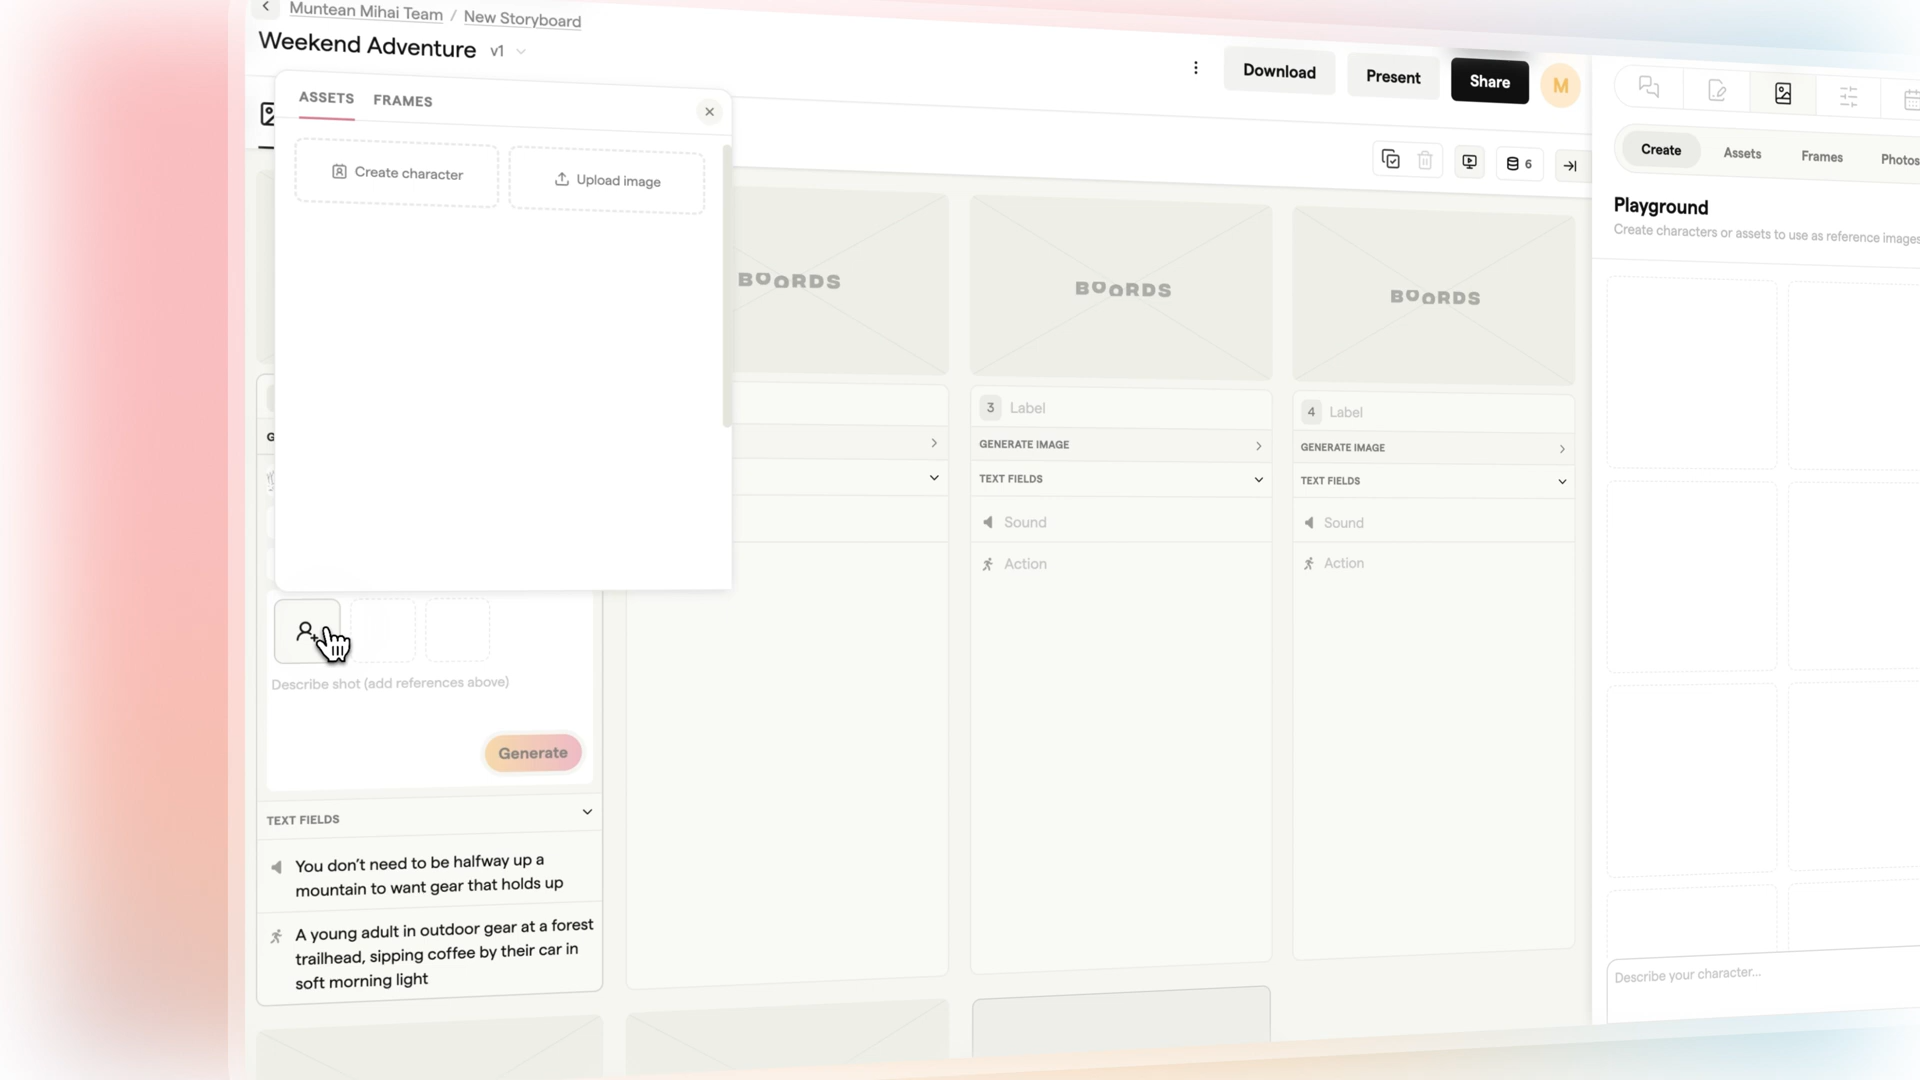 Muntean Mihai Team / New Storyboard
Weekend Adventure v1
Download
Present
Share
M
ASSETS FRAMES
Create character
Upload image
6
Create
Assets
Frames
Photos
Playground
Create characters or assets to use as reference images
BOORDS
BOORDS
BOORDS
3 Label
GENERATE IMAGE
TEXT FIELDS
Sound
Action
4 Label
GENERATE IMAGE
TEXT FIELDS
Sound
Action
Describe shot (add references above)
Generate
TEXT FIELDS
You don’t need to be halfway up a
mountain to want gear that holds up
A young adult in outdoor gear at a forest
trailhead, sipping coffee by their car in
soft morning light
Describe your character...